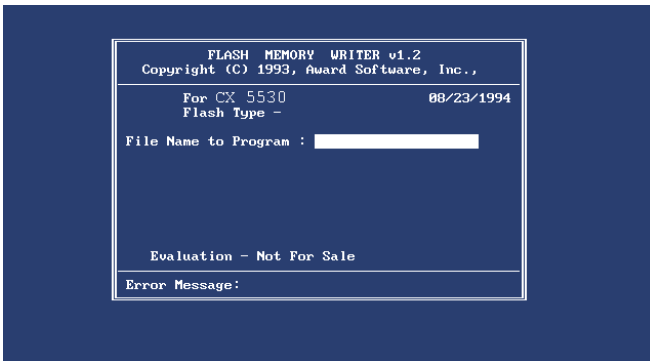 FLASH MEMORY WRITER v1.2
Copyright (C) 1993, Award Software, Inc.,
For CX 5530 08/23/1994
Flash Type -
File Name to Program :
Evaluation - Not For Sale
Error Message: